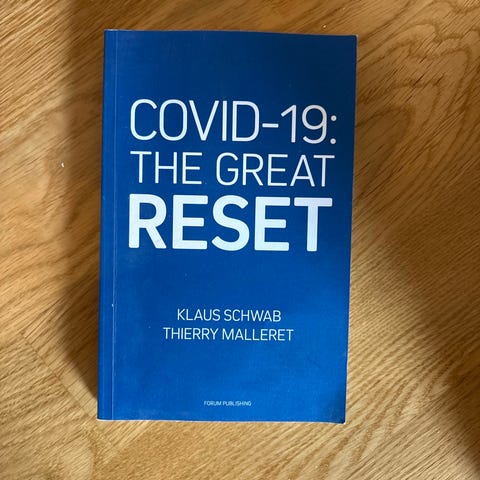 COVID-19:
THE GREAT
RESET
KLAUS SCHWAB
THIERRY MALLERET
FORUM PUBLISHING